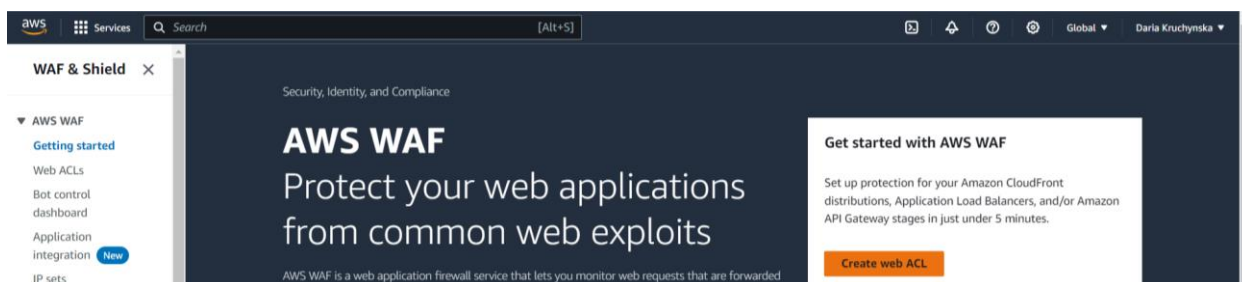 aws
Services
Search
[Alt+S]
Global
Daria Kruchynska
WAF & Shield
AWS WAF
Getting started
Web ACLs
Bot control
dashboard
Application
integration New
IP sets
Security, Identity, and Compliance
AWS WAF
Protect your web applications
from common web exploits
AWS WAF is a web application firewall service that lets you monitor web requests that are forwarded
Get started with AWS WAF
Set up protection for your Amazon CloudFront
distributions, Application Load Balancers, and/or Amazon
API Gateway stages in just under 5 minutes.
Create web ACL